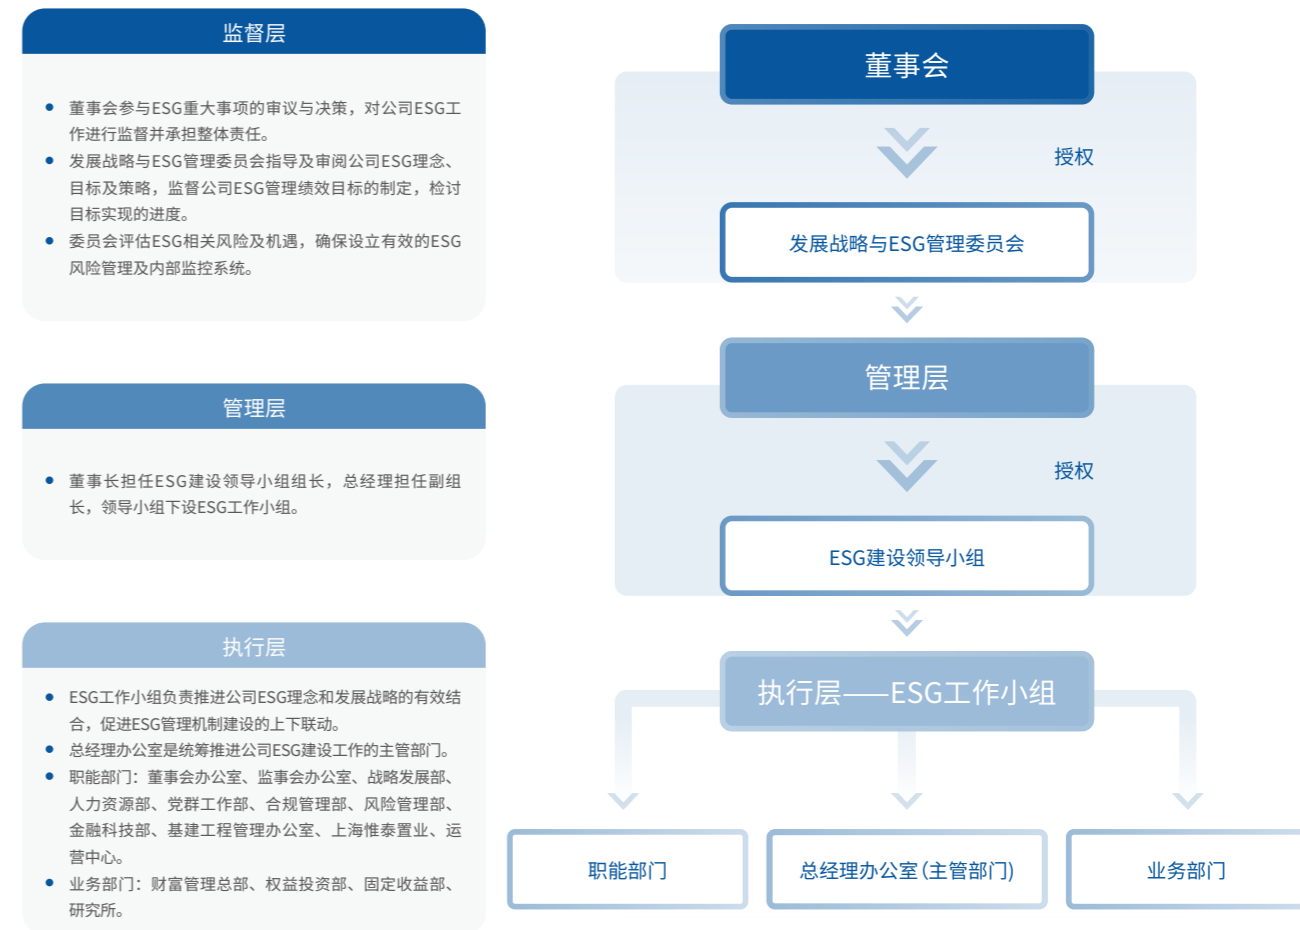 监督层
董事会参与ESG重大事项的审议与决策，对公司ESG工
作进行监督并承担整体责任。
发展战略与ESG管理委员会指导及审阅公司ESG理念、
目标及策略，监督公司ESG管理绩效目标的制定，检讨
目标实现的进度。
委员会评估ESG相关风险及机遇，确保设立有效的ESG
风险管理及内部监控系统。
管理层
董事长担任ESG建设领导小组组长，总经理担任副组
长，领导小组下设ESG工作小组。
执行层
ESG工作小组负责推进公司ESG理念和发展战略的有效结
合，促进ESG管理机制建设的上下联动。
总经理办公室是统筹推进公司ESG建设工作的主管部门。
职能部门：董事会办公室、监事会办公室、战略发展部、
人力资源部、党群工作部、合规管理部、风险管理部、
金融科技部、基建工程管理办公室、上海惟泰置业、运
营中心。
业务部门：财富管理总部、权益投资部、固定收益部、
研究所。
董事会
授权
发展战略与ESG管理委员会
管理层
授权
ESG建设领导小组
执行层——ESG工作小组
职能部门
总经理办公室(主管部门)
业务部门